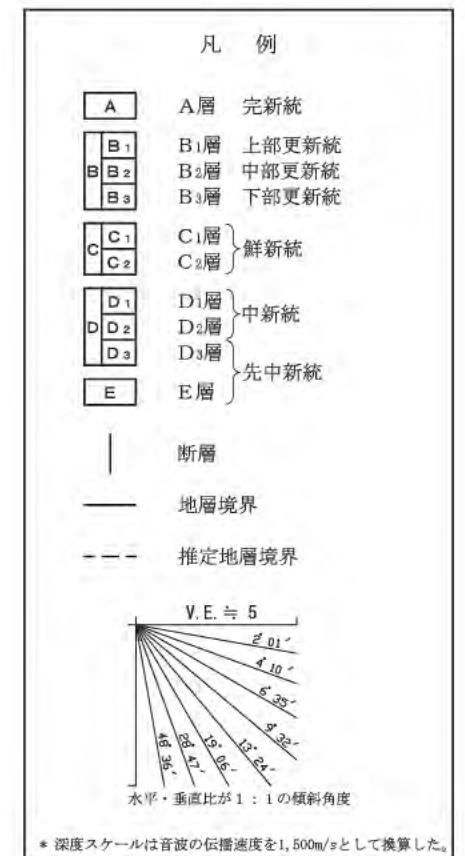 凡 例
A A層 完新統
B B1 B1層 上部更新統
B2 B2層 中部更新統
B3 B3層 下部更新統
C C1 C1層 鮮新統
C2 C2層
D D1 D1層 中新統
D2 D2層
D3 D3層 先中新統
E E層
断層
地層境界
推定地層境界
V.E.≒ 5
2°01′
4°10′
6°35′
9°32′
13°24′
19°06′
28°47′
48°36′
水平・垂直比が1:1の傾斜角度
* 深度スケールは音波の伝播速度を1,500m/sとして換算した。